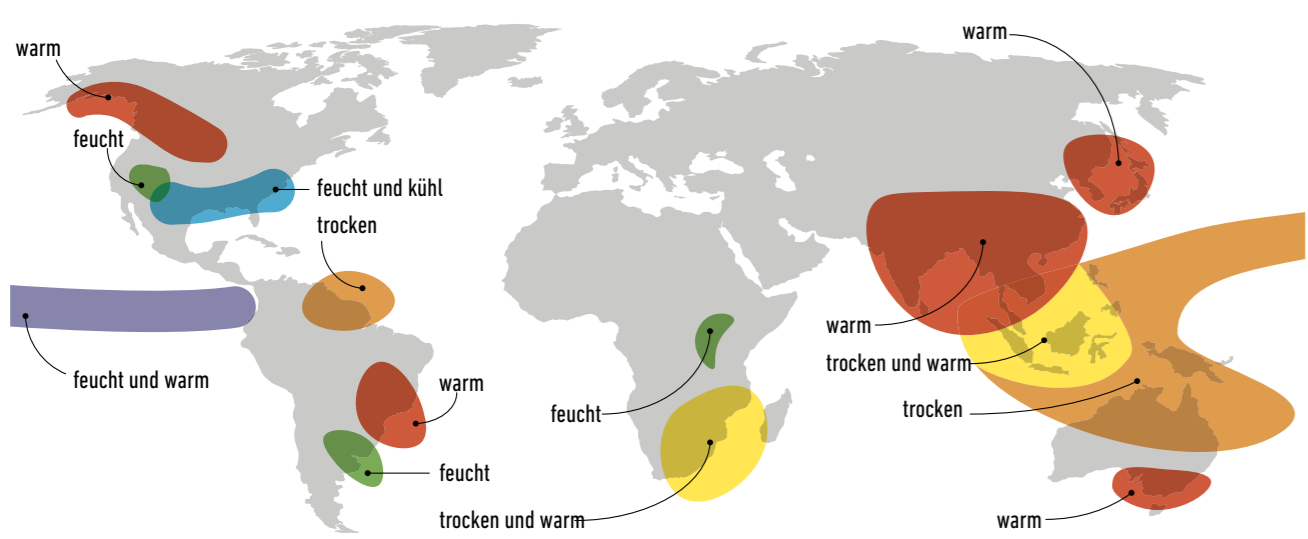 warm
warm
feucht
feucht und kühl
trocken
warm
trocken und warm
feucht und warm
warm
trocken
feucht
feucht
trocken und warm
warm